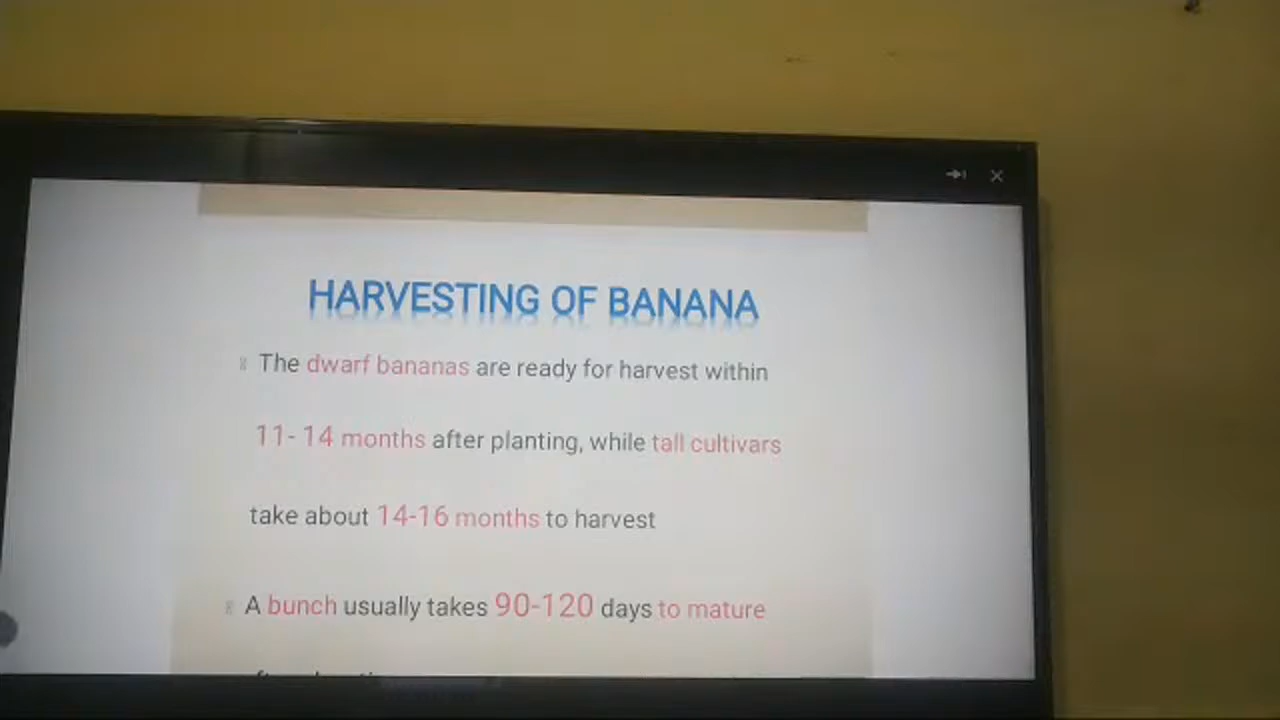 HARVESTING OF BANANA
The dwarf bananas are ready for harvest within
11- 14 months after planting, while tall cultivars
take about 14-16 months to harvest
A bunch usually takes 90-120 days to mature